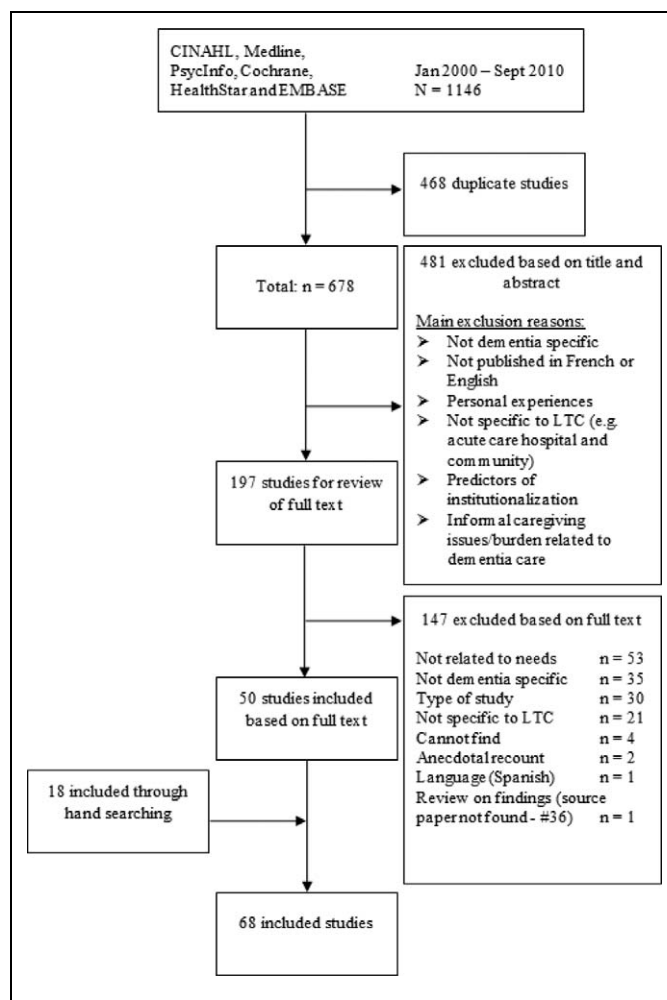 CINAHL, Medline,
PsycInfo, Cochrane, Jan 2000 – Sept 2010
HealthStar and EMBASE N = 1146
468 duplicate studies
Total: n = 678
481 excluded based on title and
abstract
Main exclusion reasons:
➢ Not dementia specific
➢ Not published in French or
English
➢ Personal experiences
➢ Not specific to LTC (e.g.
acute care hospital and
community)
➢ Predictors of
institutionalization
➢ Informal caregiving
issues/burden related to
dementia care
197 studies for review
of full text
147 excluded based on full text
Not related to needs n = 53
Not dementia specific n = 35
Type of study n = 30
Not specific to LTC n = 21
Cannot find n = 4
Anecdotal recount n = 2
Language (Spanish) n = 1
Review on findings (source
paper not found - #36) n = 1
50 studies included
based on full text
18 included through
hand searching
68 included studies